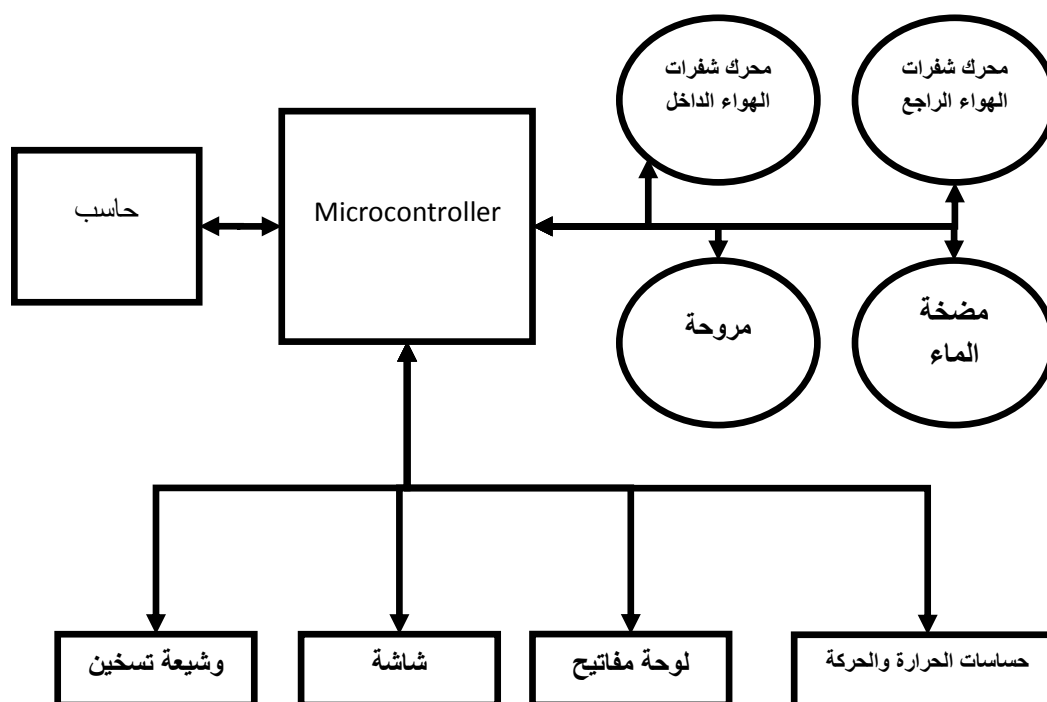 محرك شفرات
الهواء الداخل
محرك شفرات
الهواء الراجع
حاسب
Microcontroller
مروحة
مضخة
الماء
وشيعة تسخين
شاشة
لوحة مفاتيح
حساسات الحرارة والحركة